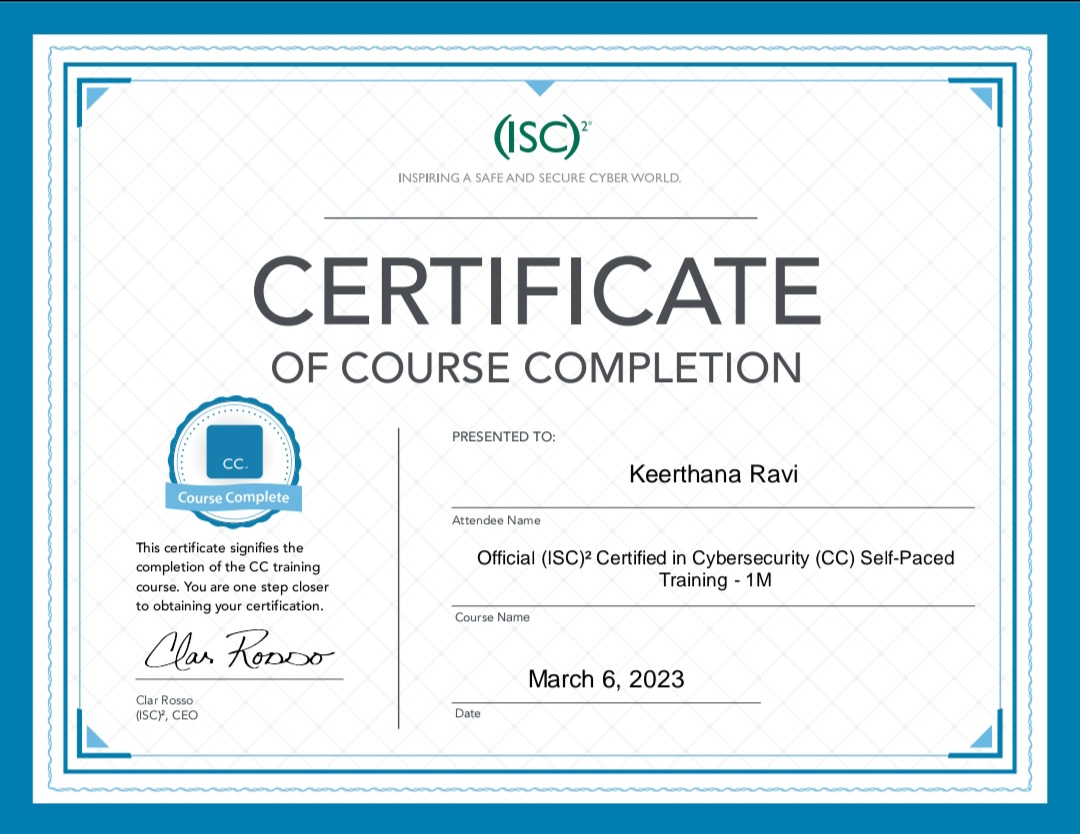 (ISC)²®
INSPIRING A SAFE AND SECURE CYBER WORLD.
CERTIFICATE
OF COURSE COMPLETION
CC.
Course Complete
This certificate signifies the
completion of the CC training
course. You are one step closer
to obtaining your certification.
Clar Rosso
Clar Rosso
(ISC)², CEO
PRESENTED TO:
Keerthana Ravi
Attendee Name
Official (ISC)² Certified in Cybersecurity (CC) Self-Paced
Training - 1M
Course Name
March 6, 2023
Date